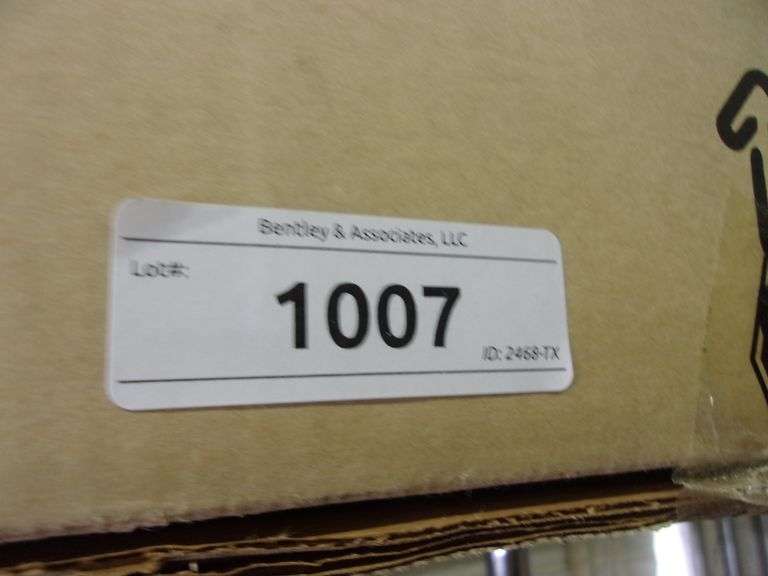 Bentley & Associates, LLC
Lot#:
1007
ID: 2468-TX